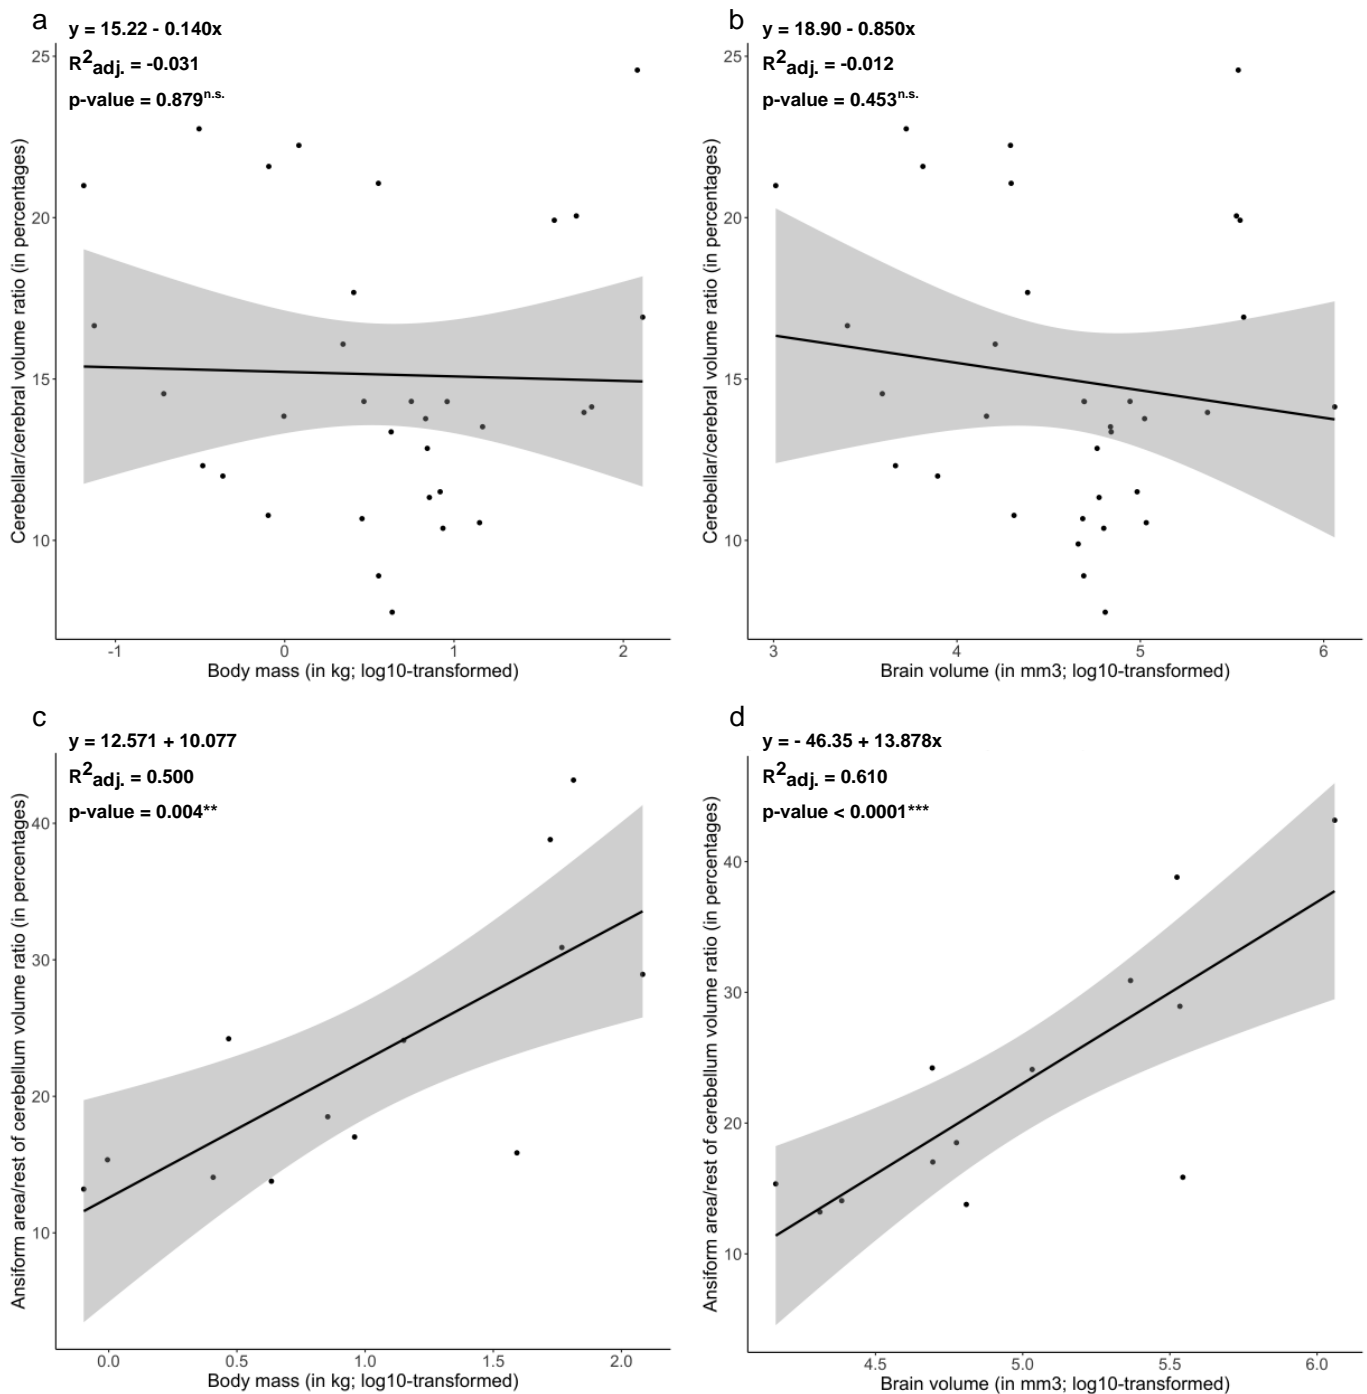 a
y = 15.22 - 0.140x
R2adj. = -0.031
p-value = 0.879n.s.
25
20
15
10
Cerebellar/cerebral volume ratio (in percentages)
-1 0 1 2
Body mass (in kg; log10-transformed)
b
y = 18.90 - 0.850x
R2adj. = -0.012
p-value = 0.453n.s.
25
20
15
10
Cerebellar/cerebral volume ratio (in percentages)
3 4 5 6
Brain volume (in mm3; log10-transformed)
c
y = 12.571 + 10.077
R2adj. = 0.500
p-value = 0.004**
40
30
20
10
Ansiform area/rest of cerebellum volume ratio (in percentages)
0.0 0.5 1.0 1.5 2.0
Body mass (in kg; log10-transformed)
d
y = - 46.35 + 13.878x
R2adj. = 0.610
p-value < 0.0001***
40
30
20
10
Ansiform area/rest of cerebellum volume ratio (in percentages)
4.5 5.0 5.5 6.0
Brain volume (in mm3; log10-transformed)